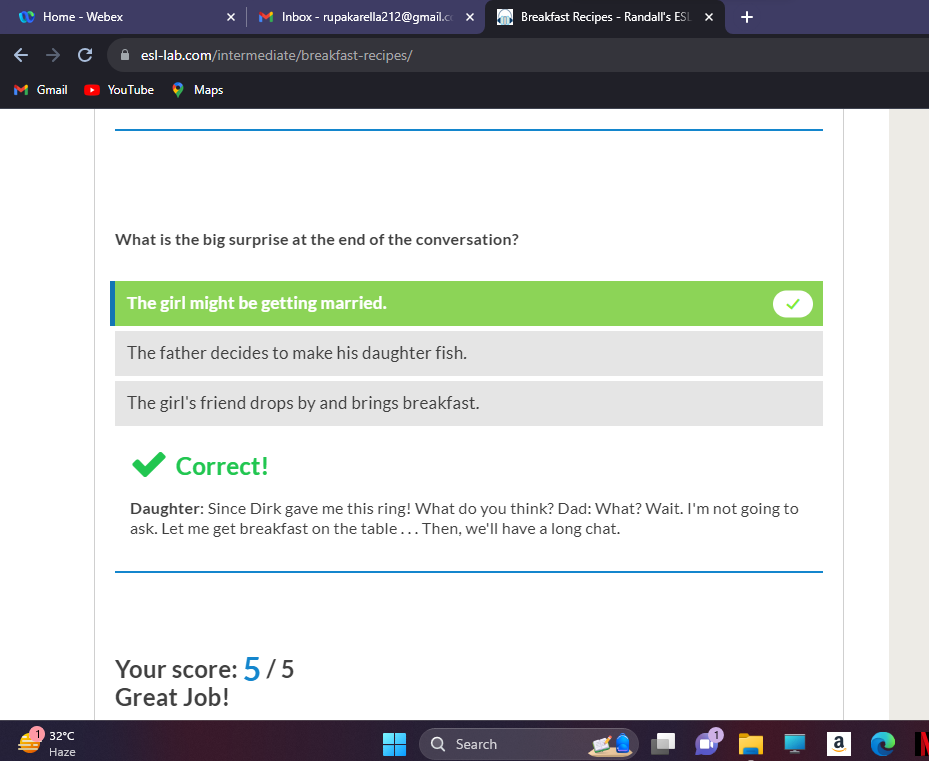 Home - Webex
Inbox - rupakarella212@gmail.c
Breakfast Recipes - Randall's ESL
esl-lab.com/intermediate/breakfast-recipes/
Gmail YouTube Maps
What is the big surprise at the end of the conversation?
The girl might be getting married.
The father decides to make his daughter fish.
The girl's friend drops by and brings breakfast.
Correct!
Daughter: Since Dirk gave me this ring! What do you think? Dad: What? Wait. I'm not going to
ask. Let me get breakfast on the table . . . Then, we'll have a long chat.
Your score: 5 / 5
Great Job!
1
32°C
Haze
Search
1
a
N